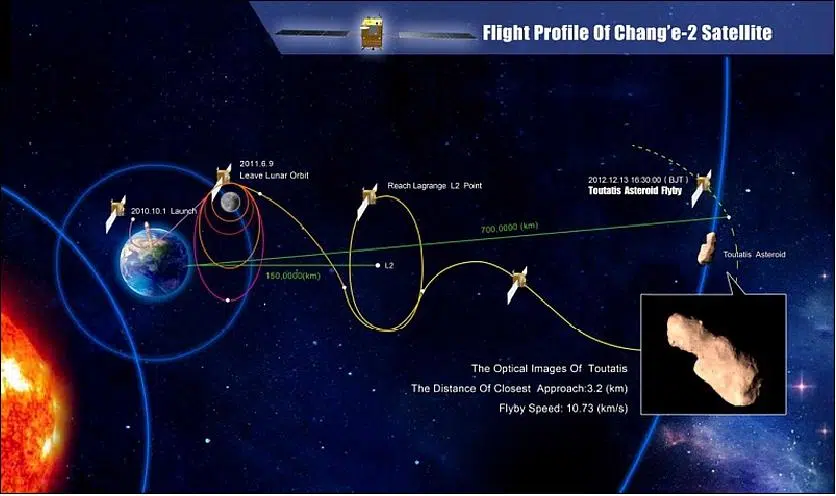 Flight Profile Of Chang'e-2 Satellite
2011.6.9
Leave Lunar Orbit
Reach Lagrange L2 Point
2012.12.13 16:30:00 ( BJT )
Toutatis Asteroid Flyby
2010.10.1 Launch
700,0000 (km)
Toutatis Asteroid
L2
150,0000(km)
The Optical Images Of Toutatis
The Distance Of Closest Approach:3.2 (km)
Flyby Speed: 10.73 (km/s)